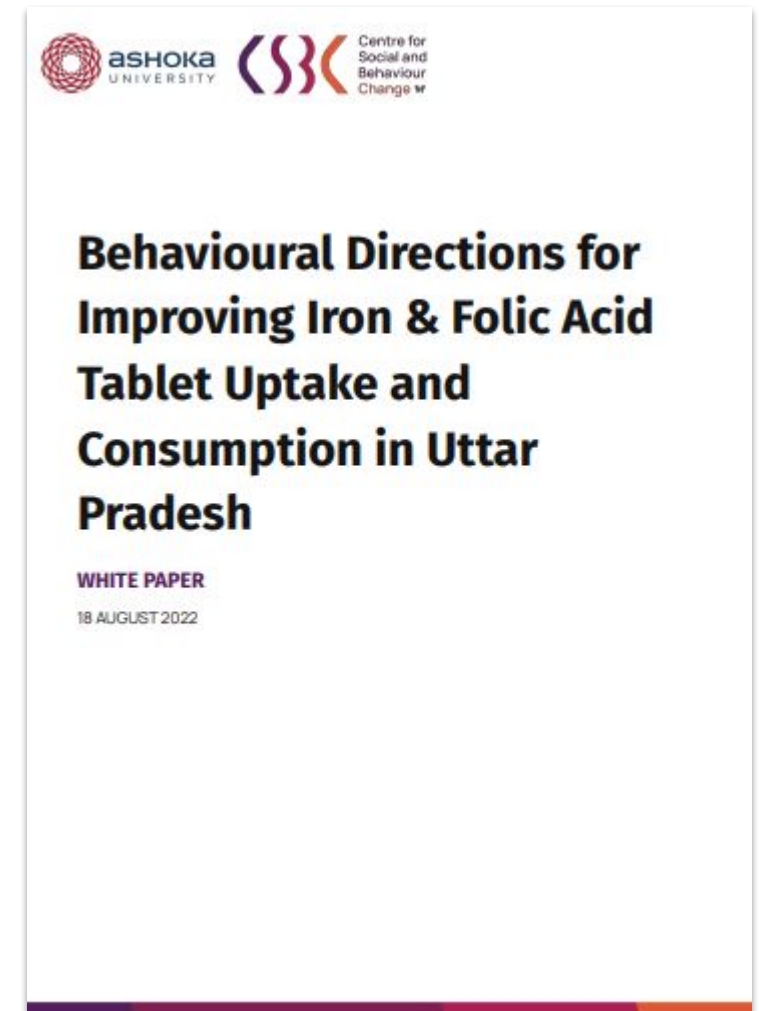 ASHOKA
UNIVERSITY
CSBC
Centre for
Social and
Behaviour
Change
Behavioural Directions for
Improving Iron & Folic Acid
Tablet Uptake and
Consumption in Uttar
Pradesh
WHITE PAPER
18 AUGUST 2022